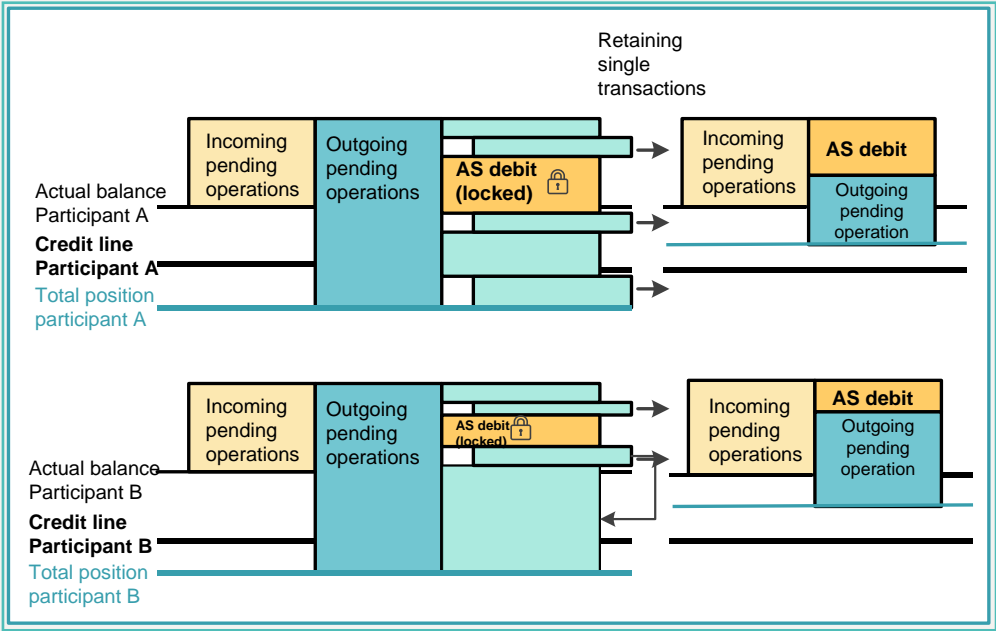 Retaining
single
transactions
Incoming
pending
operations
Outgoing
pending
operations
AS debit
(locked)
Incoming
pending
operations
AS debit
Outgoing
pending
operation
Actual balance
Participant A
Credit line
Participant A
Total position
participant A
Incoming
pending
operations
Outgoing
pending
operations
AS debit
(locked)
Incoming
pending
operations
AS debit
Outgoing
pending
operation
Actual balance
Participant B
Credit line
Participant B
Total position
participant B